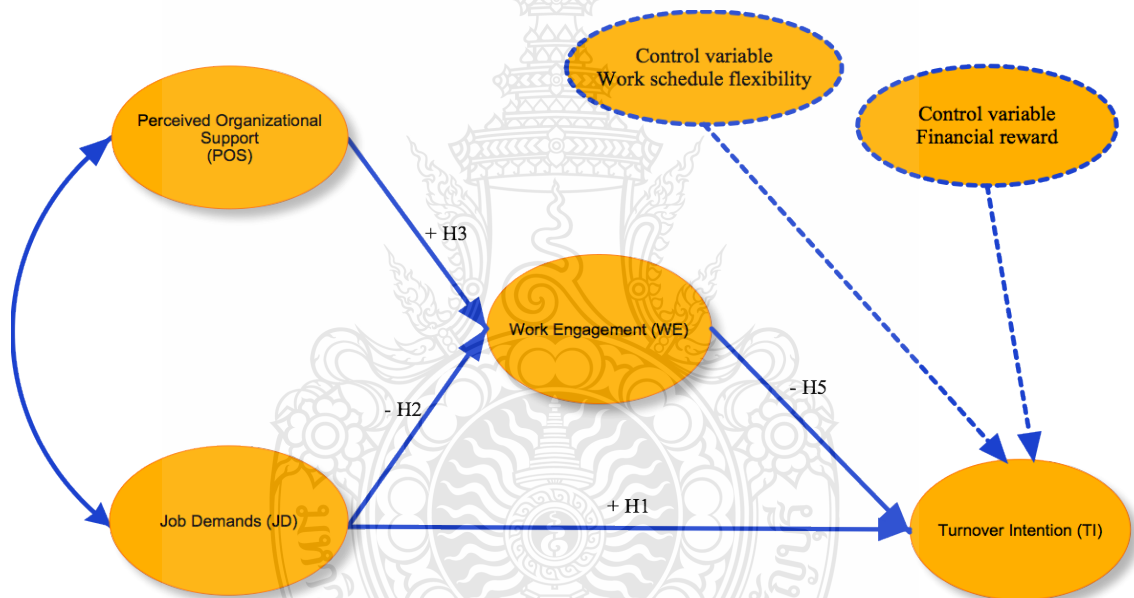 Control variable
Work schedule flexibility
Perceived Organizational
Support
(POS)
Control variable
Financial reward
+ H3
Work Engagement (WE)
- H5
- H2
+ H1
Job Demands (JD)
Turnover Intention (TI)